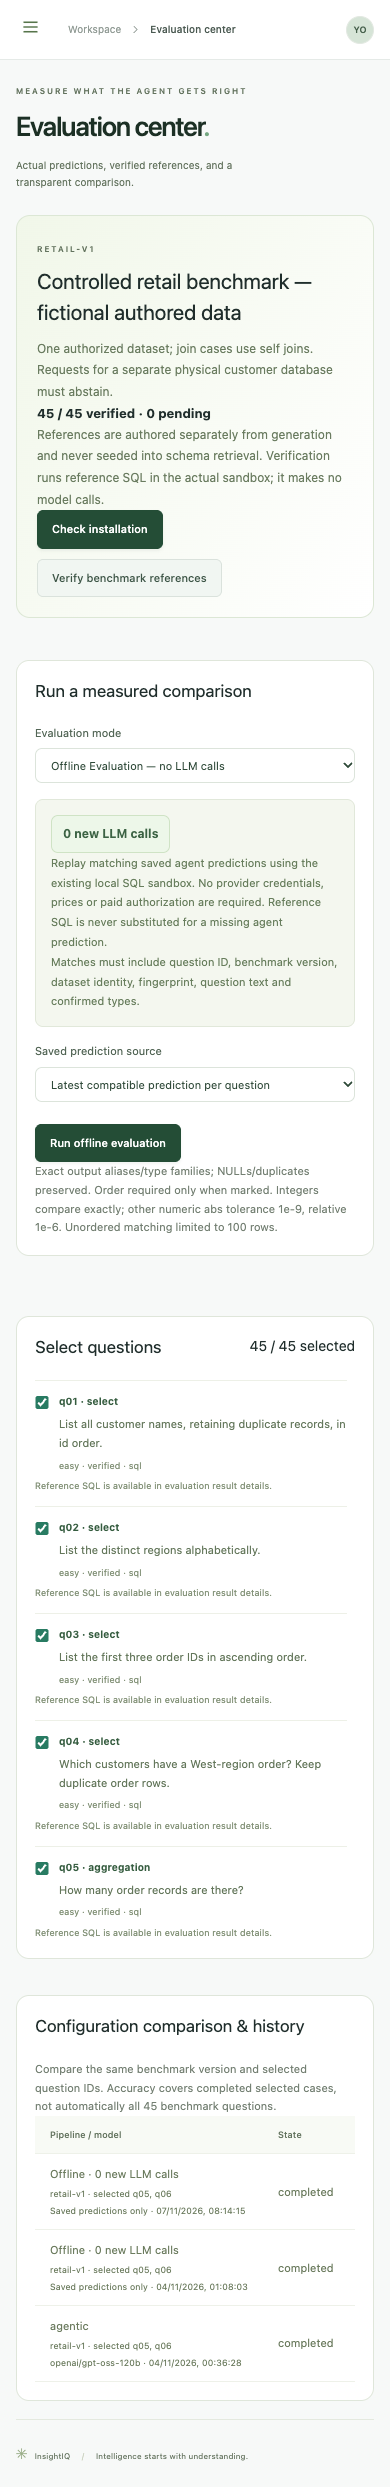 Workspace > Evaluation center YO
MEASURE WHAT THE AGENT GETS RIGHT
Evaluation center.
Actual predictions, verified references, and a
transparent comparison.
RETAIL-V1
Controlled retail benchmark —
fictional authored data
One authorized dataset; join cases use self joins.
Requests for a separate physical customer database
must abstain.
45 / 45 verified · 0 pending
References are authored separately from generation
and never seeded into schema retrieval. Verification
runs reference SQL in the actual sandbox; it makes no
model calls.
Check installation
Verify benchmark references
Run a measured comparison
Evaluation mode
Offline Evaluation — no LLM calls
0 new LLM calls
Replay matching saved agent predictions using the
existing local SQL sandbox. No provider credentials,
prices or paid authorization are required. Reference
SQL is never substituted for a missing agent
prediction.
Matches must include question ID, benchmark version,
dataset identity, fingerprint, question text and
confirmed types.
Saved prediction source
Latest compatible prediction per question
Run offline evaluation
Exact output aliases/type families; NULLs/duplicates
preserved. Order required only when marked. Integers
compare exactly; other numeric abs tolerance 1e-9, relative
1e-6. Unordered matching limited to 100 rows.
Select questions 45 / 45 selected
q01 · select
List all customer names, retaining duplicate records, in
id order.
easy · verified · sql
Reference SQL is available in evaluation result details.
q02 · select
List the distinct regions alphabetically.
easy · verified · sql
Reference SQL is available in evaluation result details.
q03 · select
List the first three order IDs in ascending order.
easy · verified · sql
Reference SQL is available in evaluation result details.
q04 · select
Which customers have a West-region order? Keep
duplicate order rows.
easy · verified · sql
Reference SQL is available in evaluation result details.
q05 · aggregation
How many order records are there?
easy · verified · sql
Reference SQL is available in evaluation result details.
Configuration comparison & history
Compare the same benchmark version and selected
question IDs. Accuracy covers completed selected cases,
not automatically all 45 benchmark questions.
Pipeline / model State
Offline · 0 new LLM calls
retail-v1 · selected q05, q06 completed
Saved predictions only · 07/11/2026, 08:14:15
Offline · 0 new LLM calls
retail-v1 · selected q05, q06 completed
Saved predictions only · 04/11/2026, 01:08:03
agentic
retail-v1 · selected q05, q06 completed
openai/gpt-oss-120b · 04/11/2026, 00:36:28
InsightIQ / Intelligence starts with understanding.